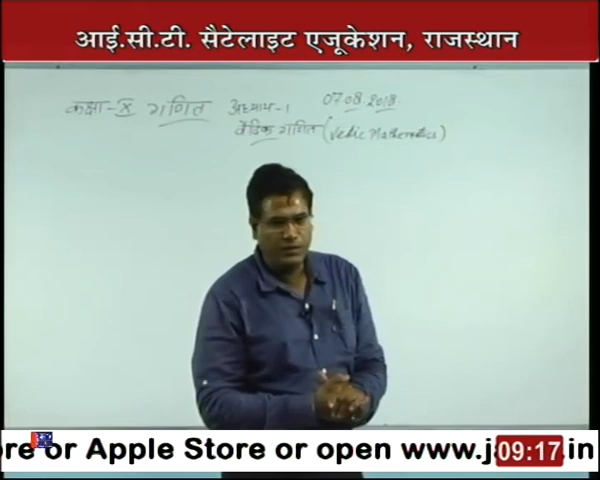 आई.सी.टी. सैटेलाइट एजूकेशन, राजस्थान
कक्षा-X गणित अध्याय-1 07.08.2018
वैदिक गणित (Vedic Mathematics)
re or Apple Store or open www.j
09:17
in